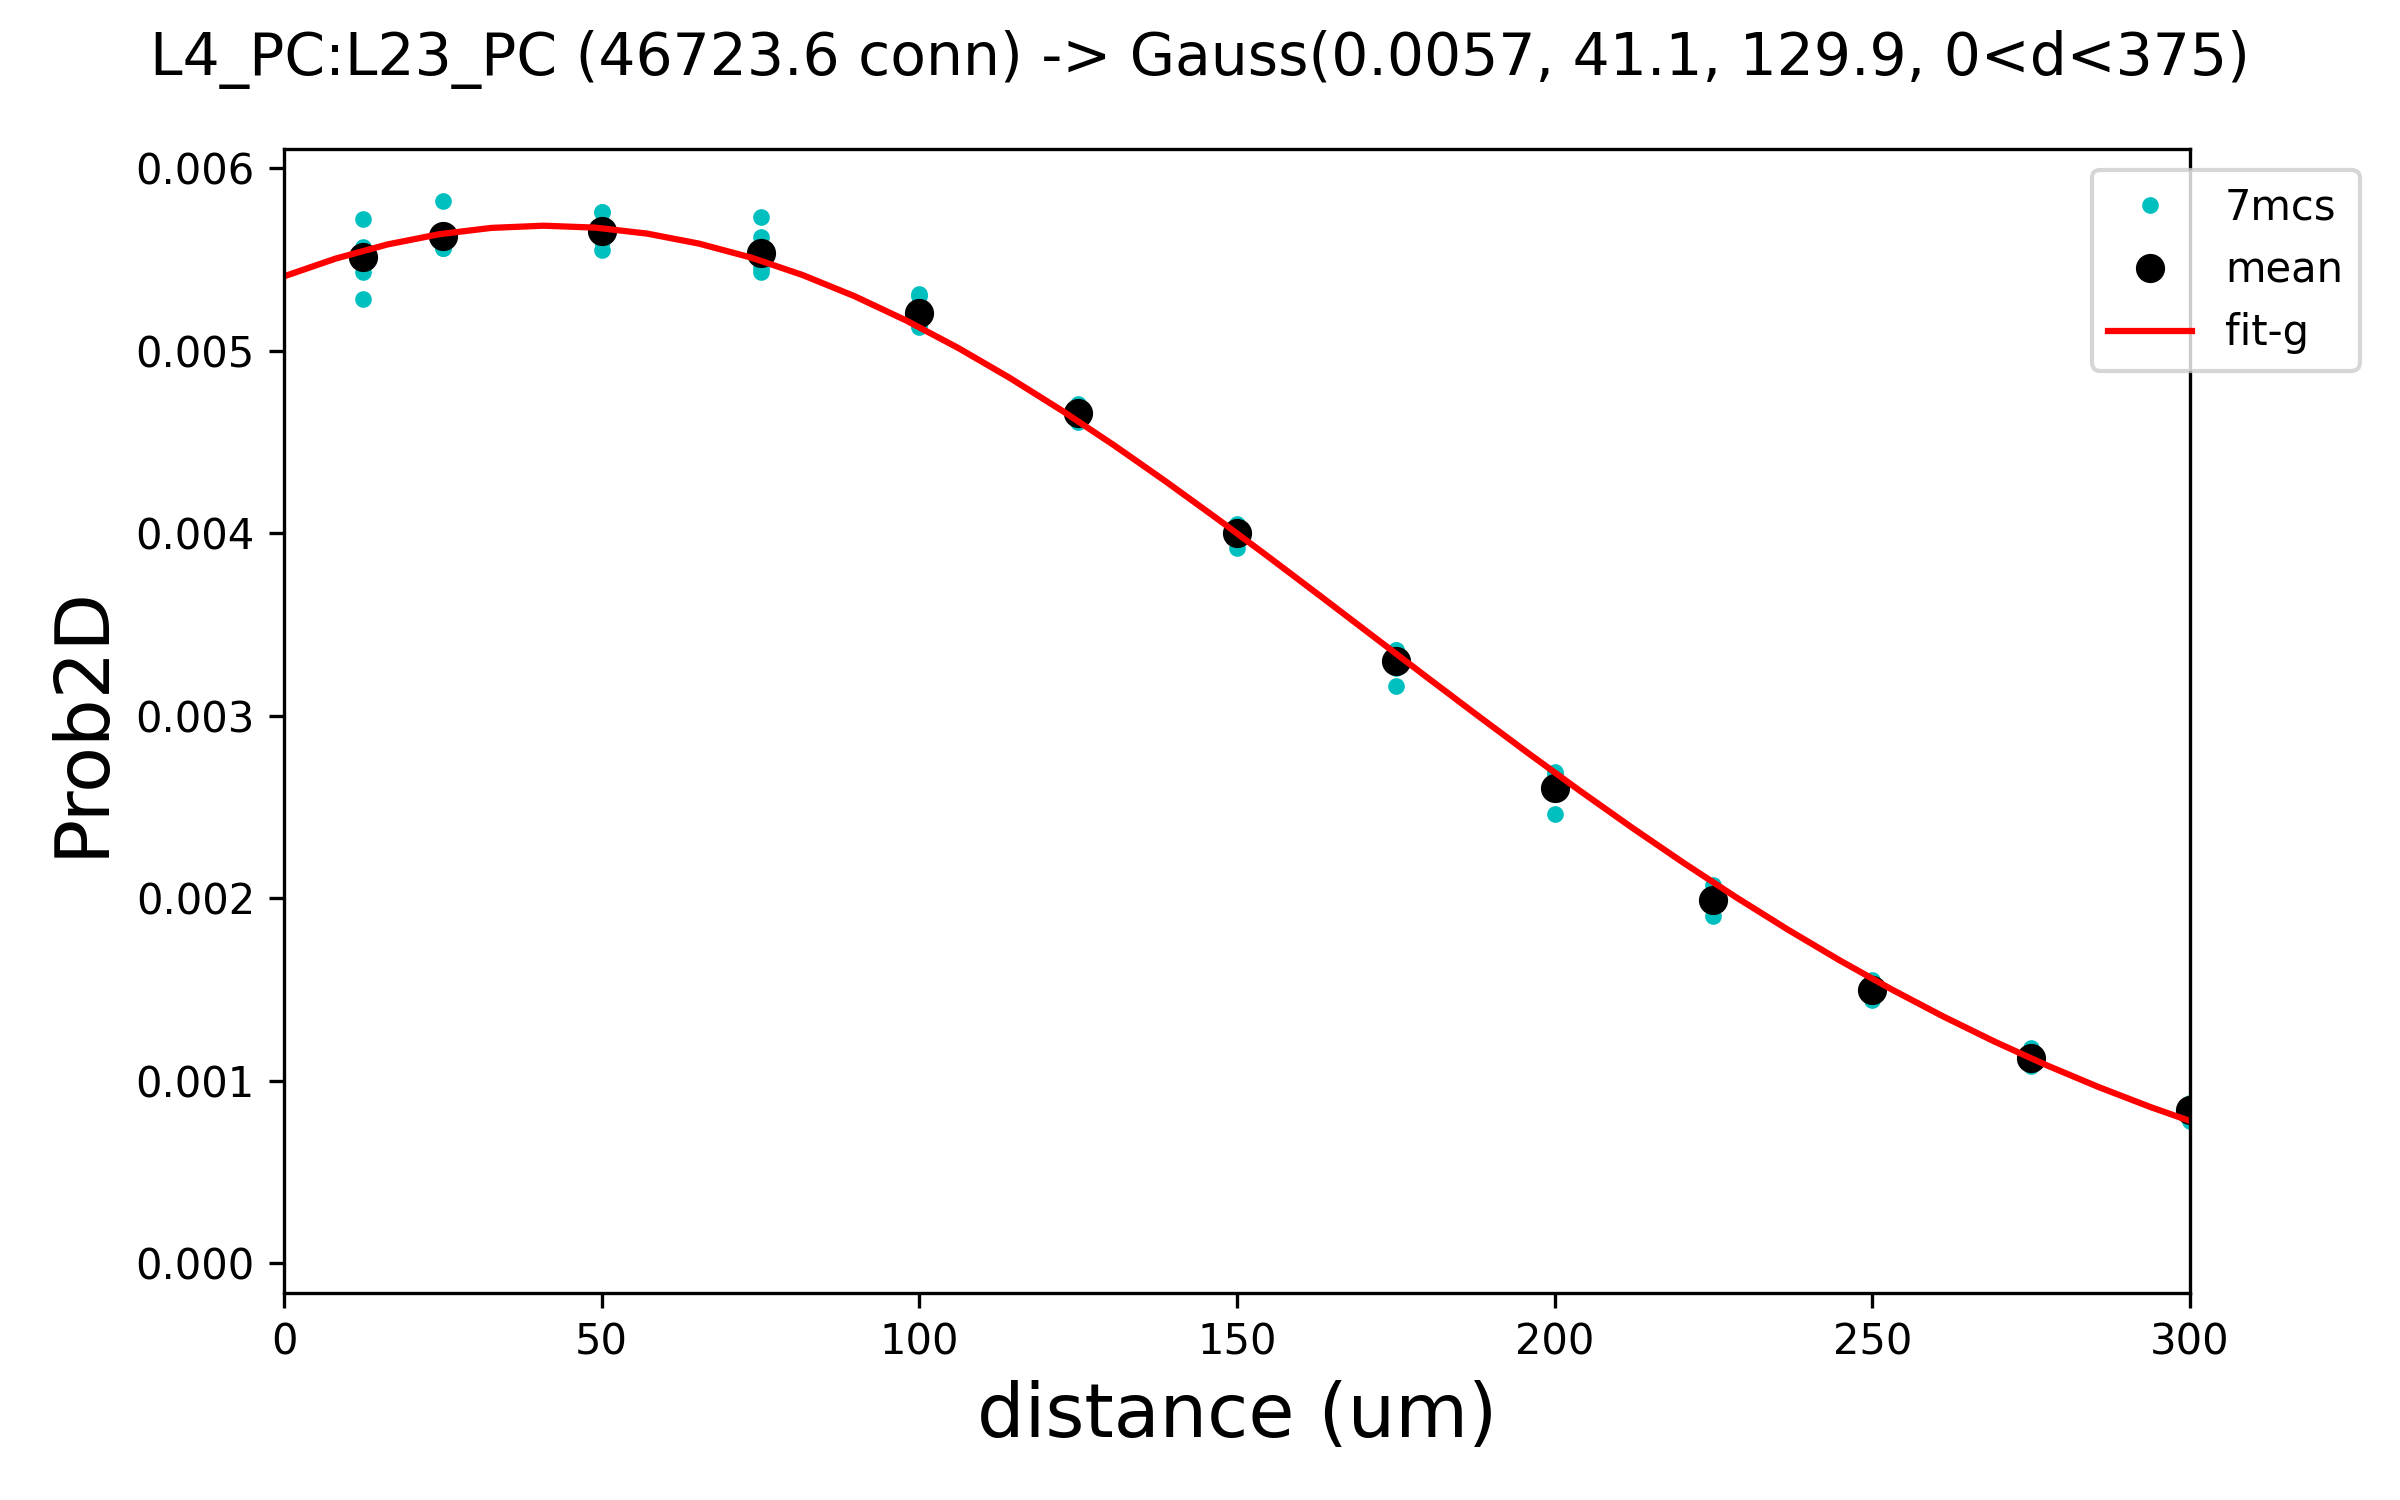 L4_PC:L23_PC (46723.6 conn) -> Gauss(0.0057, 41.1, 129.9, 0<d<375)
7mcs
mean
fit-g
Prob2D
0.006
0.005
0.004
0.003
0.002
0.001
0.000
0 50 100 150 200 250 300
distance (um)